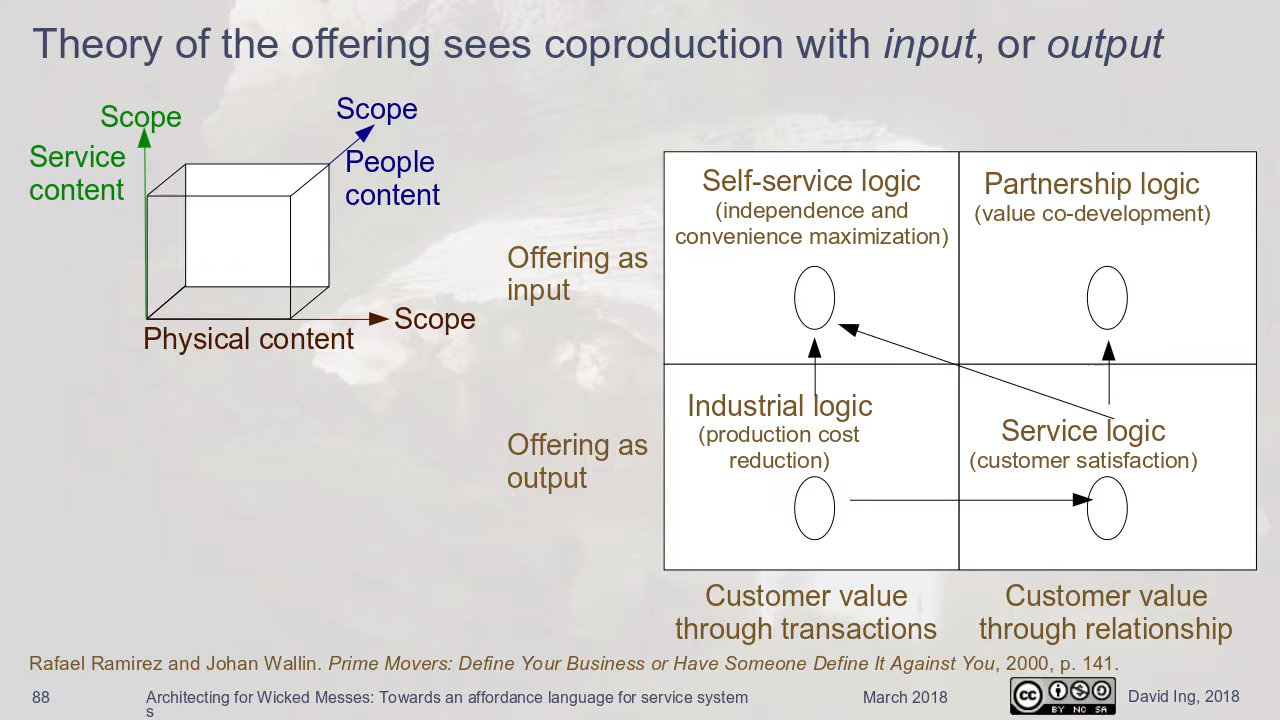 Theory of the offering sees coproduction with input, or output
Scope
Service
content
Scope
People
content
Scope
Physical content
Offering as
input
Offering as
output
Self-service logic
(independence and
convenience maximization)
Partnership logic
(value co-development)
Industrial logic
(production cost
reduction)
Service logic
(customer satisfaction)
Customer value
through transactions
Customer value
through relationship
Rafael Ramirez and Johan Wallin. Prime Movers: Define Your Business or Have Someone Define It Against You, 2000, p. 141.
88
Architecting for Wicked Messes: Towards an affordance language for service system
s
March 2018
cc
BY NC SA
David Ing, 2018